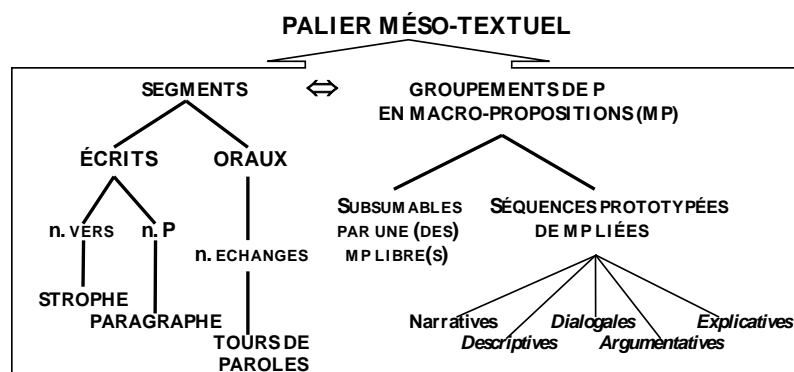 PALIER MÉSO-TEXTUEL
SEGMENTS ⇔ GROUPEMENTS DE P
EN MACRO-PROPOSITIONS (MP)
ÉCRITS ORAUX
SUBSUMABLES
PAR UNE (DES)
MP LIBRE(S)
SÉQUENCES PROTOTYPÉES
DE MP LIÉES
n. VERS n. P
n. ECHANGES
STROPHE
PARAGRAPHE
TOURS DE
PAROLES
Narratives Dialogales Explicatives
Descriptives Argumentatives